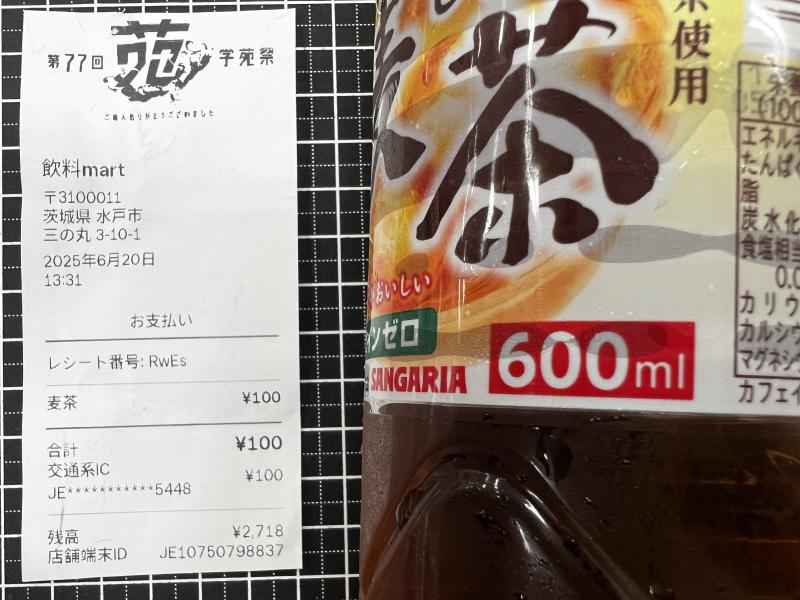 第77回 苑 学苑祭
ご購入ありがとうございました
飲料mart
〒3100011
茨城県 水戸市
三の丸 3-10-1
2025年6月20日
13:31
お支払い
レシート番号: RwEs
麦茶 ¥100
合計 ¥100
交通系IC ¥100
JE***********5448
残高 ¥2,718
店舗端末ID JE10750798837
使用
茶
おいしい
インゼロ
SANGARIA
600ml
エネルギ
たんぱく
脂
炭水化
食塩相当
0.0
カリウ
カルシウ
マグネシ
カフェイ